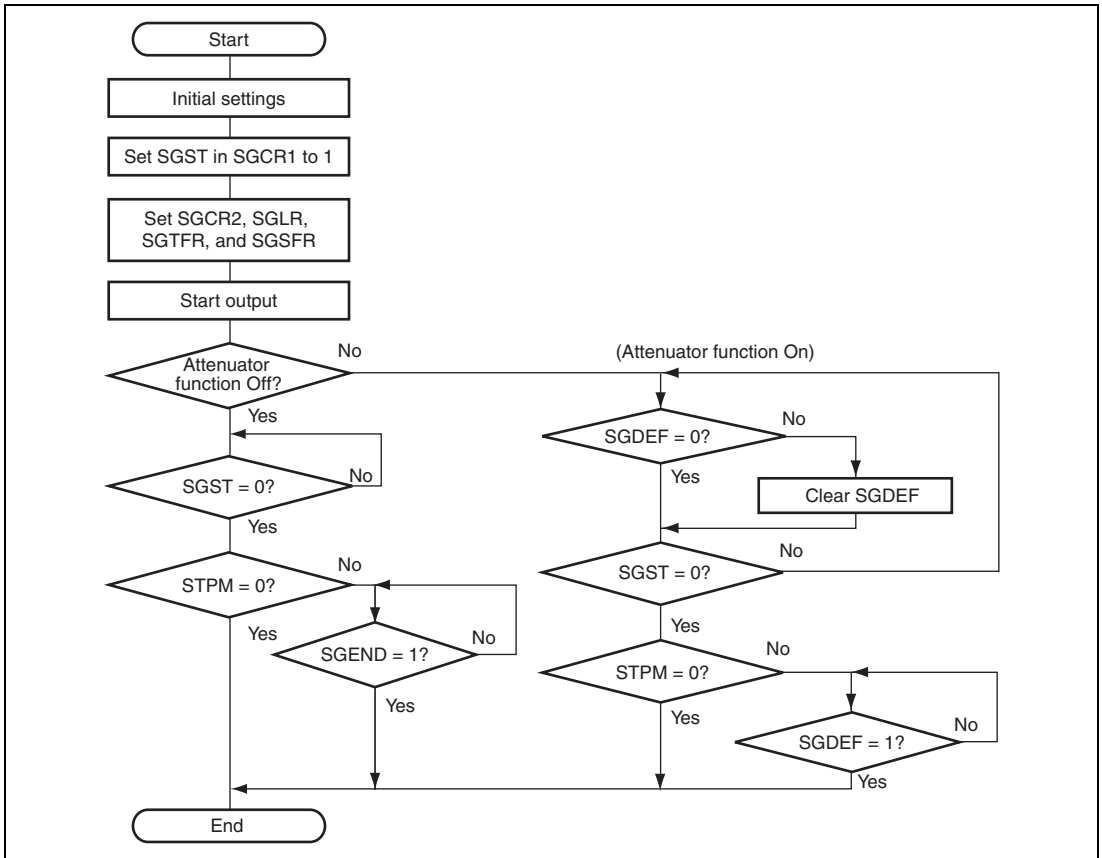 Start
Initial settings
Set SGST in SGCR1 to 1
Set SGCR2, SGLR,
SGTFR, and SGSFR
Start output
Attenuator
function Off?
No
Yes
SGST = 0?
No
Yes
STPM = 0?
No
Yes
SGEND = 1?
No
Yes
(Attenuator function On)
SGDEF = 0?
No
Yes
Clear SGDEF
SGST = 0?
No
Yes
STPM = 0?
No
Yes
SGDEF = 1?
No
Yes
End